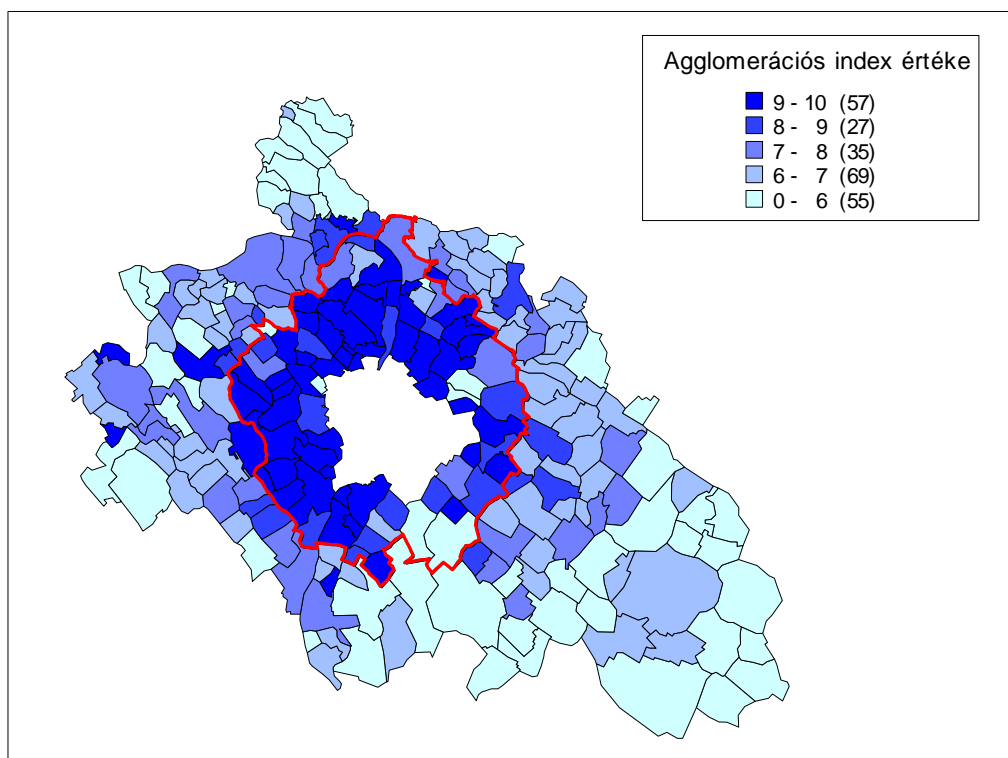 Agglomerációs index értéke
9 - 10 (57)
8 - 9 (27)
7 - 8 (35)
6 - 7 (69)
0 - 6 (55)